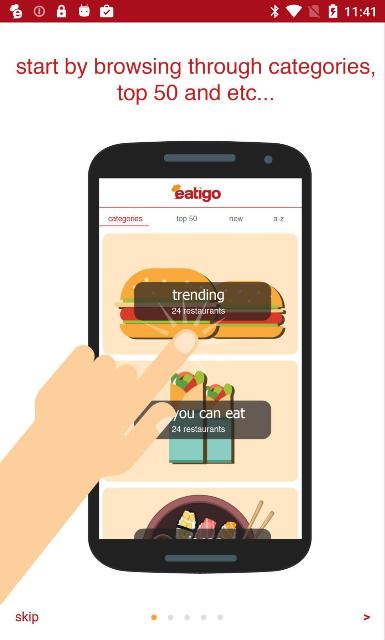 11:41
start by browsing through categories,
top 50 and etc...
eatigo
categories top 50 new a-z
trending
24 restaurants
you can eat
24 restaurants
skip >